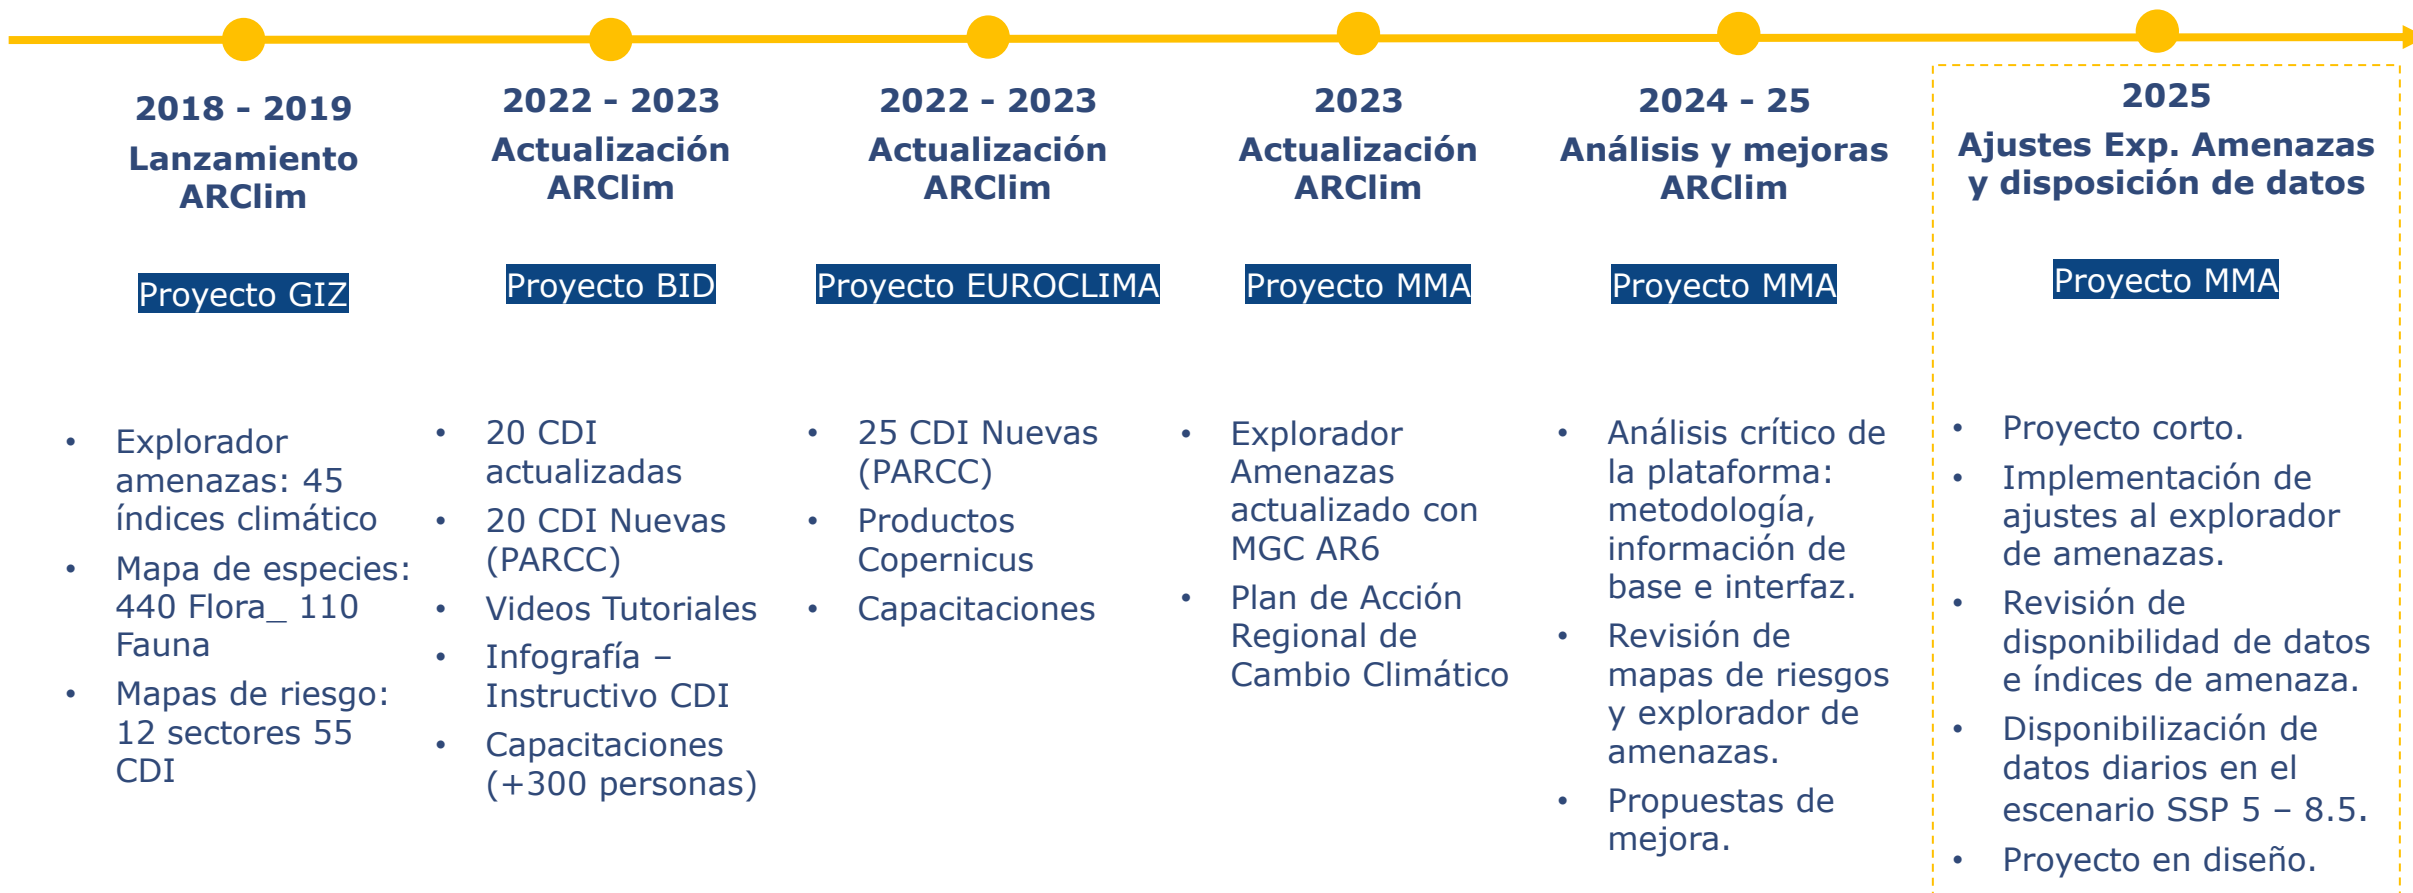 2018 - 2019
Lanzamiento
ARClim
Proyecto GIZ
• Explorador
amenazas: 45
índices climático
• Mapa de especies:
440 Flora_ 110
Fauna
• Mapas de riesgo:
12 sectores 55
CDI
2022 - 2023
Actualización
ARClim
Proyecto BID
• 20 CDI
actualizadas
• 20 CDI Nuevas
(PARCC)
• Videos Tutoriales
• Infografía –
Instructivo CDI
• Capacitaciones
(+300 personas)
2022 - 2023
Actualización
ARClim
Proyecto EUROCLIMA
• 25 CDI Nuevas
(PARCC)
• Productos
Copernicus
• Capacitaciones
2023
Actualización
ARClim
Proyecto MMA
• Explorador
Amenazas
actualizado con
MGC AR6
• Plan de Acción
Regional de
Cambio Climático
2024 - 25
Análisis y mejoras
ARClim
Proyecto MMA
• Análisis crítico de
la plataforma:
metodología,
información de
base e interfaz.
• Revisión de
mapas de riesgos
y explorador de
amenazas.
• Propuestas de
mejora.
2025
Ajustes Exp. Amenazas
y disposición de datos
Proyecto MMA
• Proyecto corto.
• Implementación de
ajustes al explorador
de amenazas.
• Revisión de
disponibilidad de datos
e índices de amenaza.
• Disponibilización de
datos diarios en el
escenario SSP 5 – 8.5.
• Proyecto en diseño.